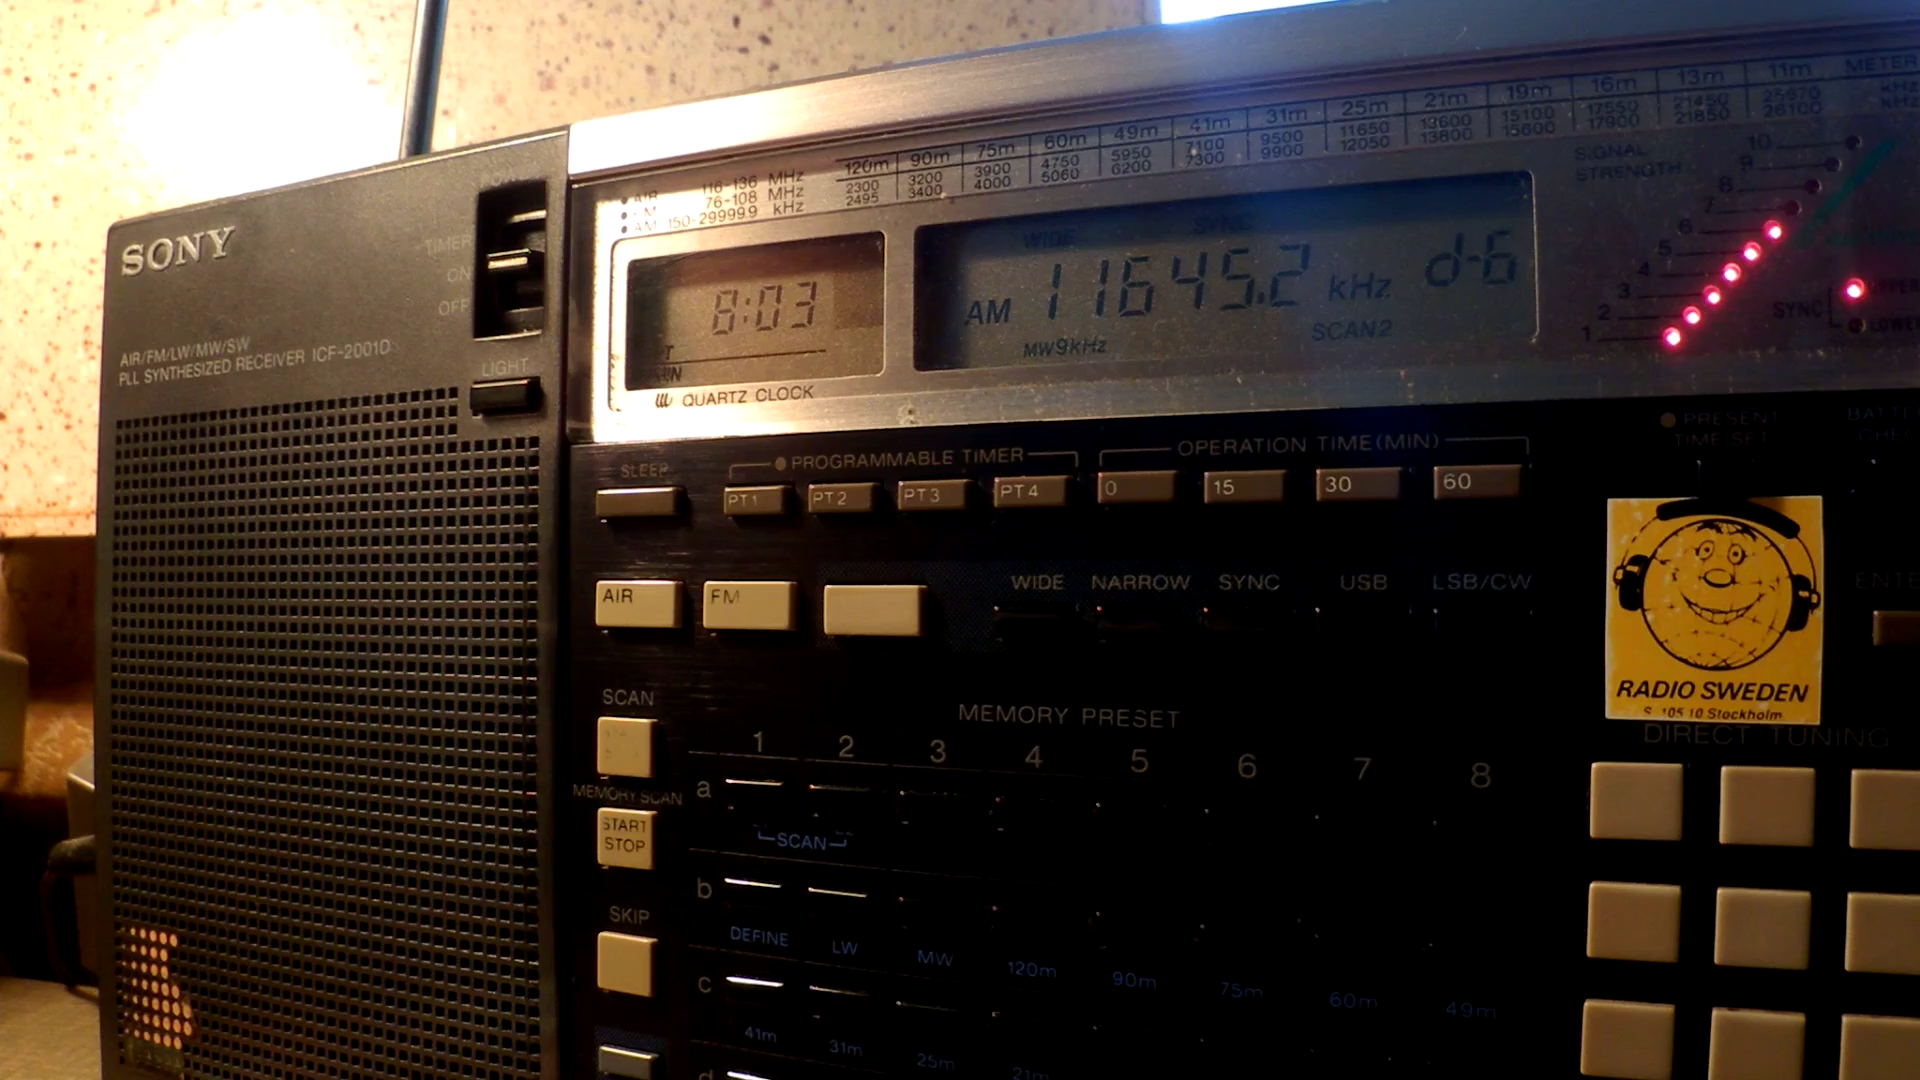 SONY
TIMER
ON
OFF
AIR/FM/LW/MW/SW
PLL SYNTHESIZED RECEIVER ICF-2001D
LIGHT
AIR 116-136 MHz
FM 76-108 MHz
AM 150-29999.9 kHz
120m 90m 75m 60m 49m 41m 31m 25m 21m 19m 16m 13m 11m METER
2300 3200 3900 4750 5950 7100 9500 11650 13600 15100 17550 21450 25670 kHz
2495 3400 4000 5060 6200 7300 9900 12050 13800 15600 17900 21850 26100 kHz
8:03
QUARTZ CLOCK
WIDE SYNC
AM 11645.2 kHz d-6
MW9kHz SCAN2
SIGNAL
STRENGTH
10
9
8
7
6
5
4
3
2
1
SYNC
UPPER
LOWER
SLEEP
PROGRAMMABLE TIMER
OPERATION TIME(MIN)
PRESENT
TIME SET
PT1 PT2 PT3 PT4 0 15 30 60
AIR FM
WIDE NARROW SYNC USB LSB/CW
RADIO SWEDEN
S-105 10 Stockholm
DIRECT TUNING
SCAN
MEMORY SCAN
START
STOP
SKIP
MEMORY PRESET
1 2 3 4 5 6 7 8
a
SCAN
b
DEFINE LW MW 120m 90m 75m 60m 49m
c
41m 31m 25m 21m
d